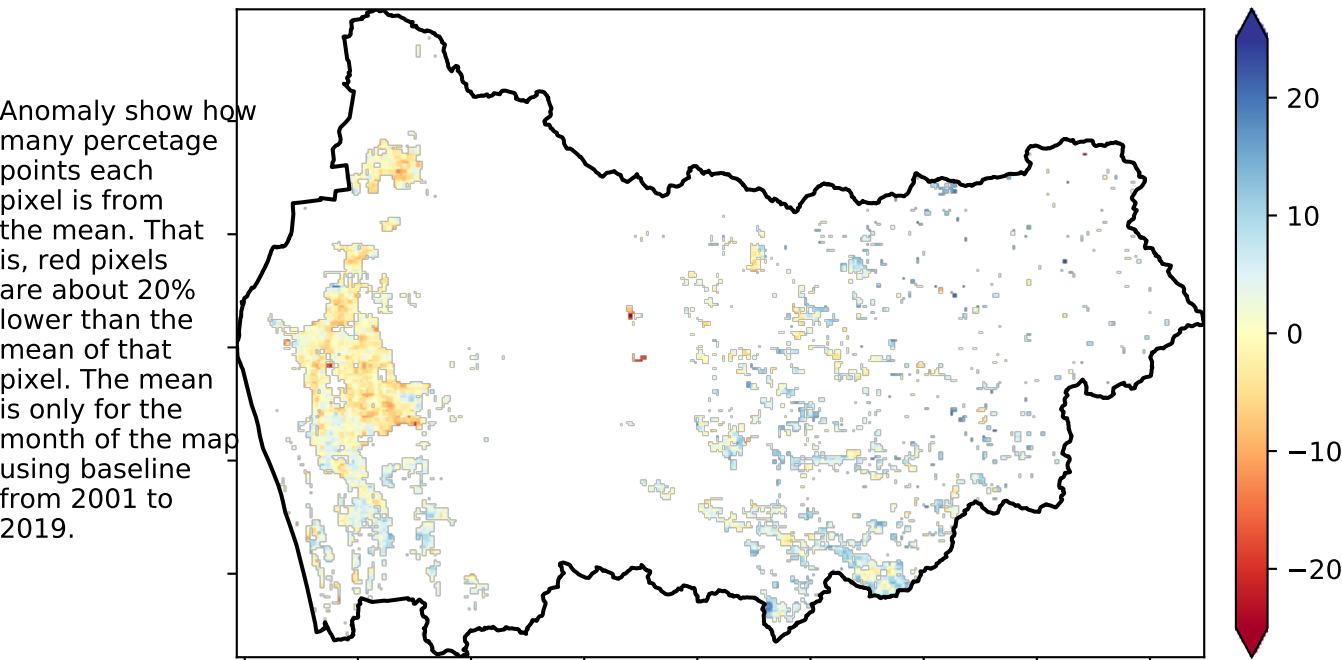 Anomaly show how
many percetage
points each
pixel is from
the mean. That
is, red pixels
are about 20%
lower than the
mean of that
pixel. The mean
is only for the
month of the map
using baseline
from 2001 to
2019.
20
10
0
−10
−20